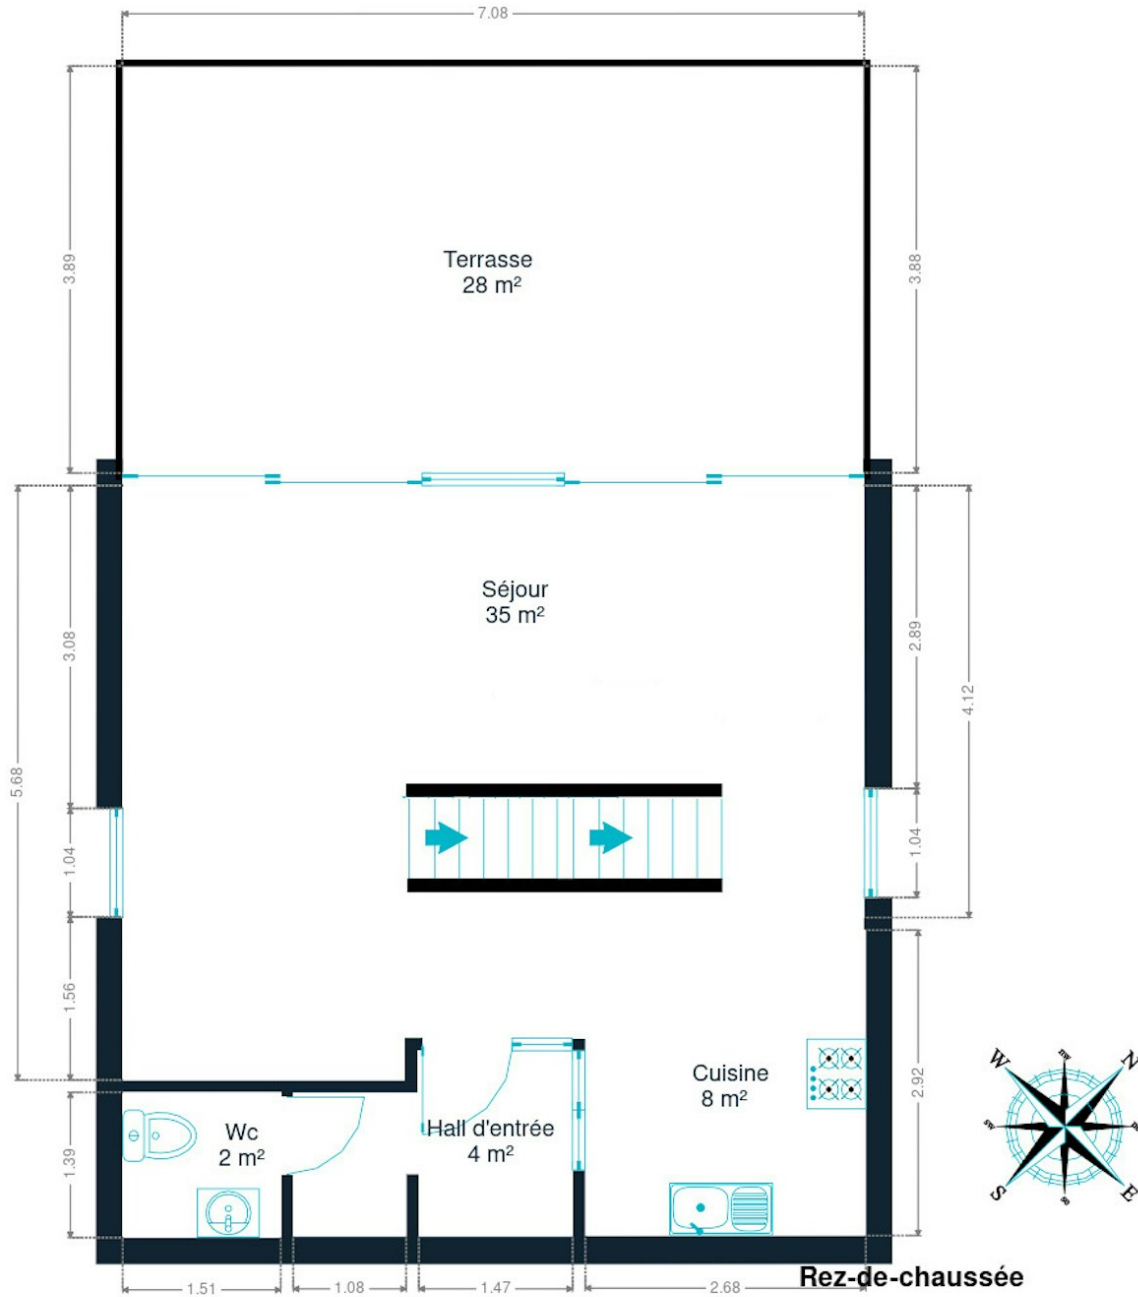 7.08
3.89
3.88
Terrasse
28 m²
Séjour
35 m²
3.08
2.89
4.12
5.68
1.04
1.04
1.56
Cuisine
8 m²
2.92
Wc
2 m²
Hall d'entrée
4 m²
1.39
W
NW
N
SW
S
E
1.51
1.08
1.47
2.68
Rez-de-chaussée